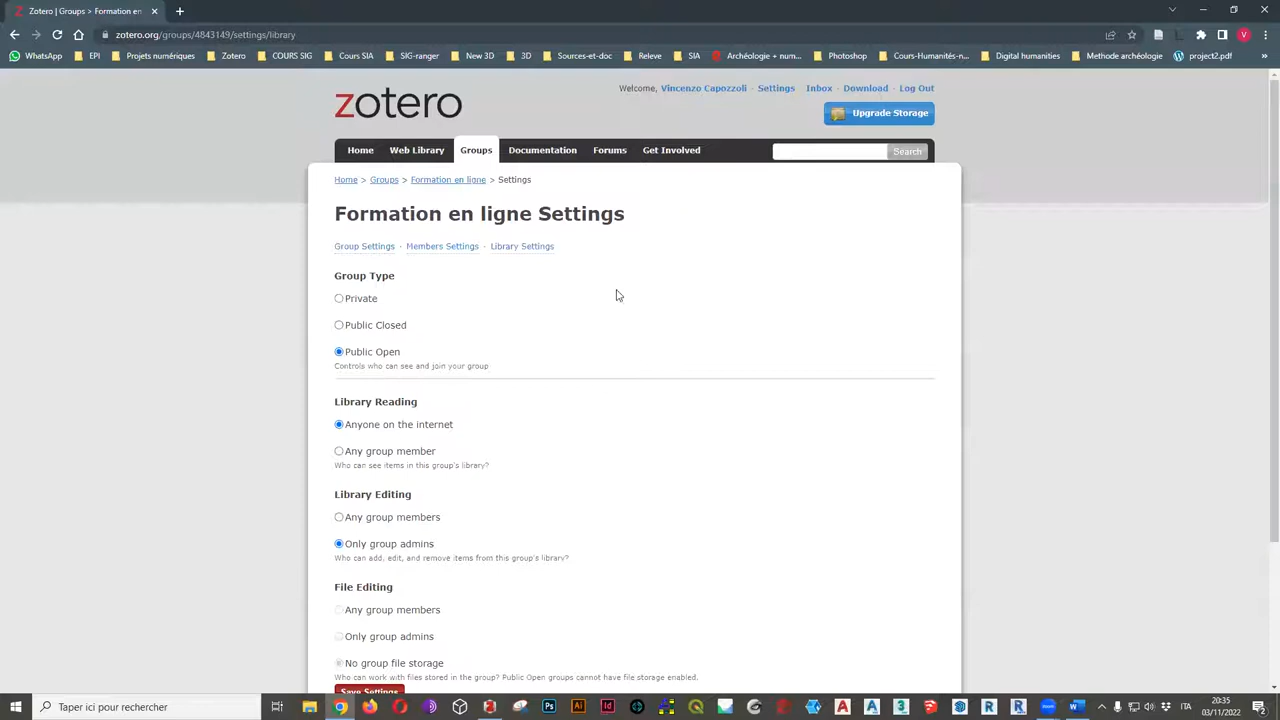 Zotero | Groups > Formation en
zotero.org/groups/4843149/settings/library
V
WhatsApp EPI Projets numériques Zotero COURS SIG Cours SIA SIG-ranger New 3D 3D Sources-et-doc Releve SIA Archéologie + num... Photoshop Cours-Humanités-n... Digital humanities Methode archéologie project2.pdf »
zotero
Welcome, Vincenzo Capozzoli · Settings · Inbox · Download · Log Out
Upgrade Storage
Home Web Library Groups Documentation Forums Get Involved Search
Home > Groups > Formation en ligne > Settings
Formation en ligne Settings
Group Settings · Members Settings · Library Settings
Group Type
Private
Public Closed
Public Open
Controls who can see and join your group
Library Reading
Anyone on the internet
Any group member
Who can see items in this group's library?
Library Editing
Any group members
Only group admins
Who can add, edit, and remove items from this group's library?
File Editing
Any group members
Only group admins
No group file storage
Who can work with files stored in the group? Public Open groups cannot have file storage enabled.
Save Settings
Taper ici pour rechercher
ITA
20:35
03/11/2022